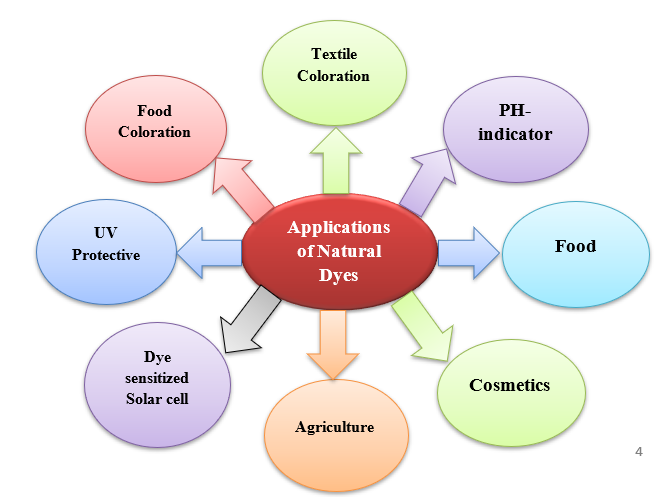 Textile
Coloration
PH-
indicator
Food
Coloration
Applications
of Natural
Dyes
UV
Protective
Food
Dye
sensitized
Solar cell
Cosmetics
Agriculture
4